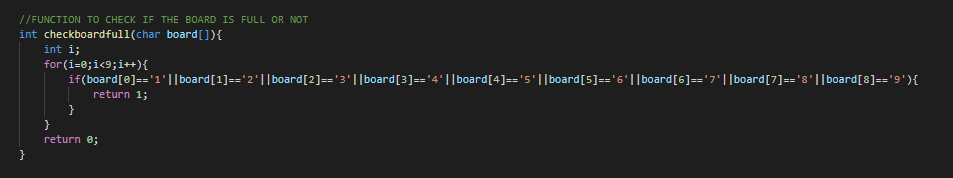 //FUNCTION TO CHECK IF THE BOARD IS FULL OR NOT
int checkboardfull(char board[]){
    int i;
    for(i=0;i<9;i++){
        if(board[0]=='1'||board[1]=='2'||board[2]=='3'||board[3]=='4'||board[4]=='5'||board[5]=='6'||board[6]=='7'||board[7]=='8'||board[8]=='9'){
            return 1;
        }
    }
    return 0;
}